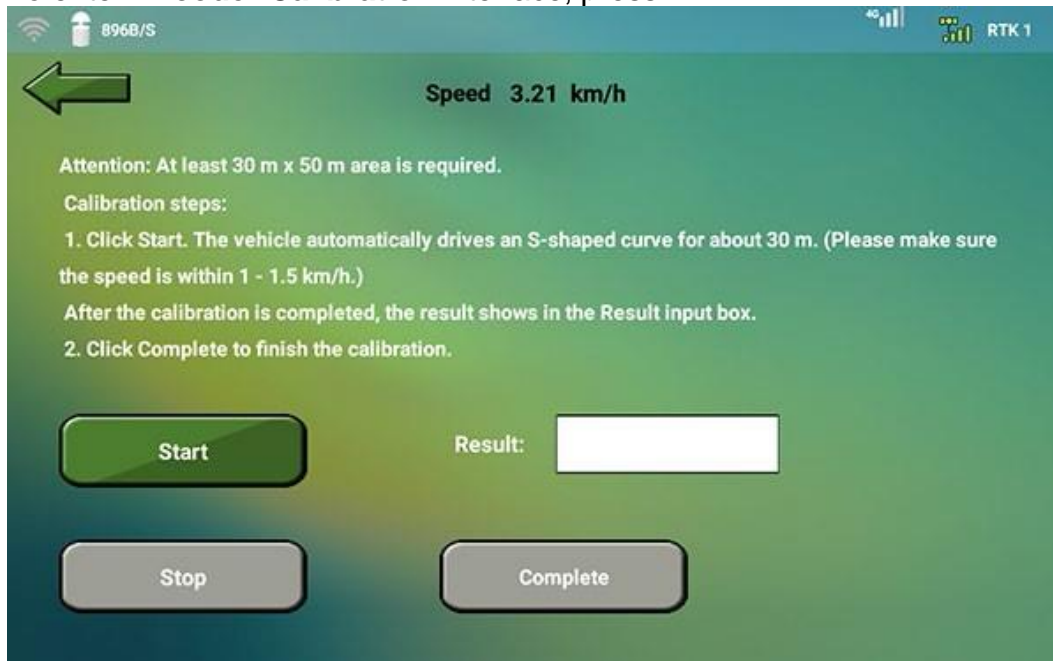 896B/S
4G
RTK 1
Speed 3.21 km/h
Attention: At least 30 m x 50 m area is required.
Calibration steps:
1. Click Start. The vehicle automatically drives an S-shaped curve for about 30 m. (Please make sure
the speed is within 1 - 1.5 km/h.)
After the calibration is completed, the result shows in the Result input box.
2. Click Complete to finish the calibration.
Start
Result:
Stop
Complete